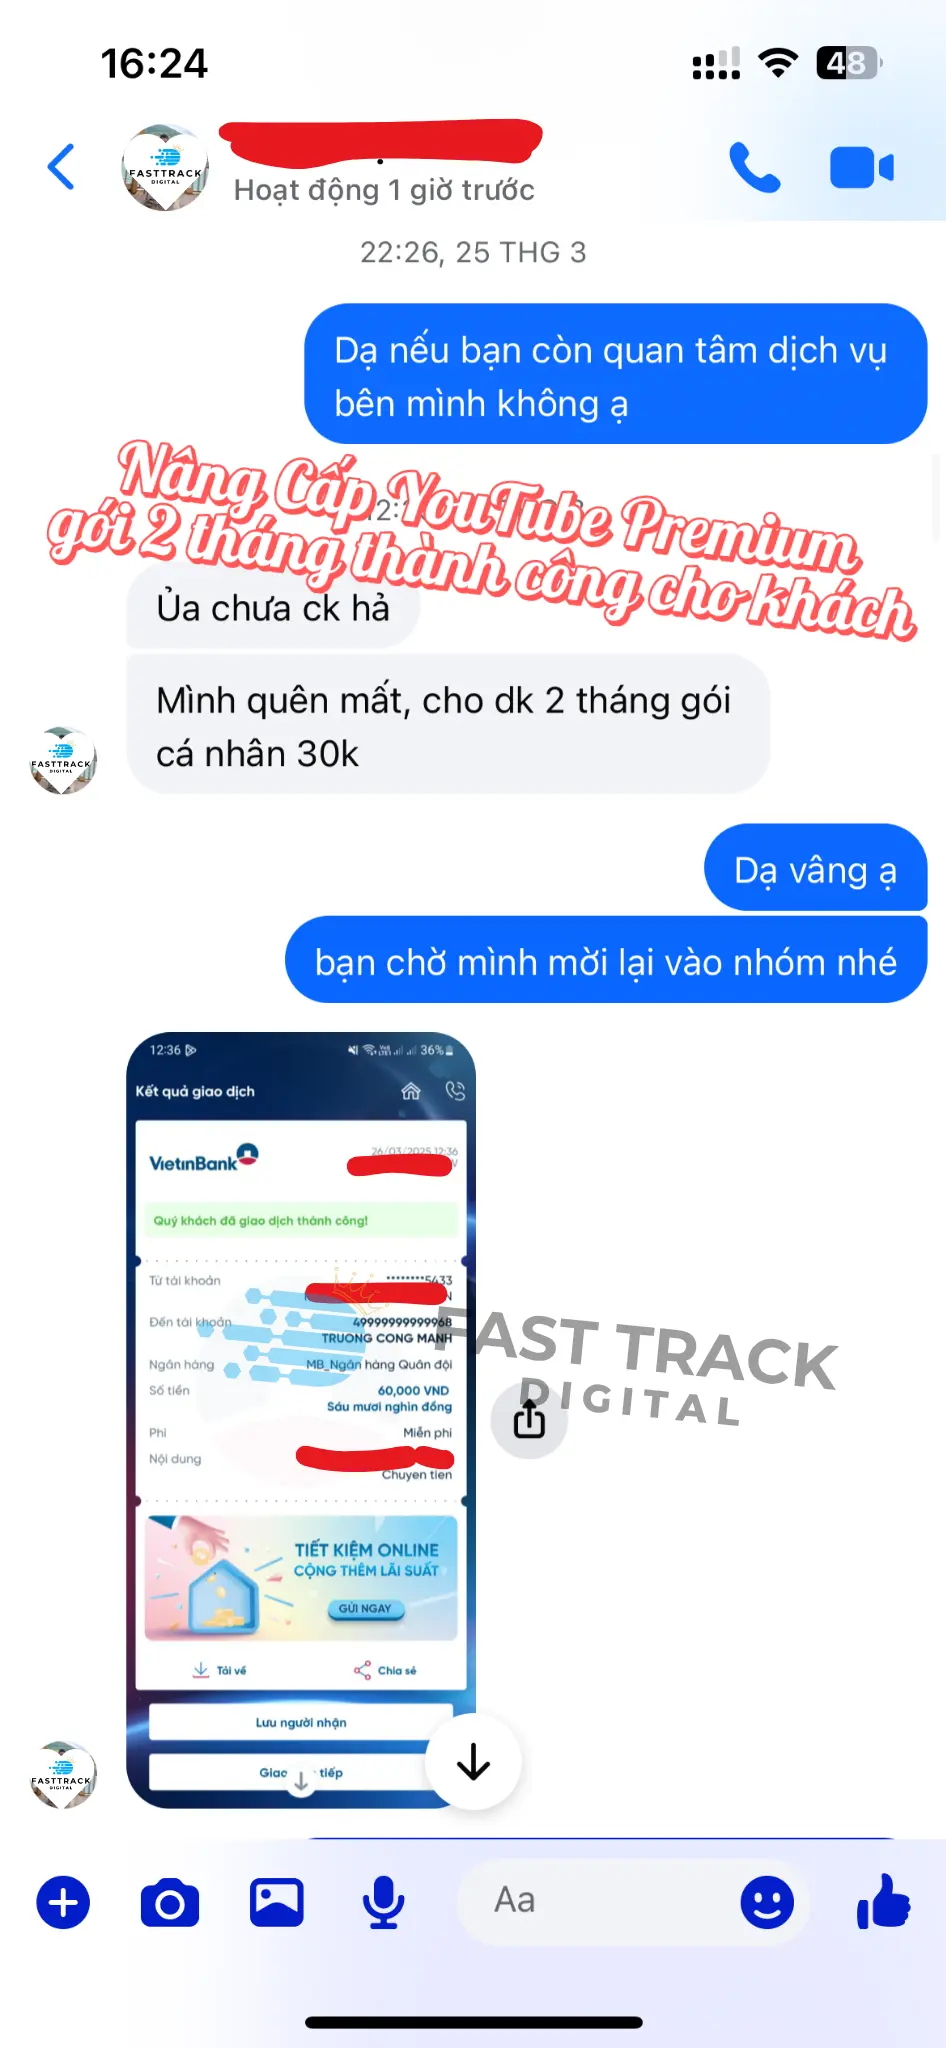 16:24
48
FASTTRACK
DIGITAL
Hoạt động 1 giờ trước
22:26, 25 THG 3
Dạ nếu bạn còn quan tâm dịch vụ
bên mình không ạ
Nâng Cấp YouTube Premium
gói 2 tháng thành công cho khách
Ủa chưa ck hả
Mình quên mất, cho dk 2 tháng gói
cá nhân 30k
FASTTRACK
DIGITAL
Dạ vâng ạ
bạn chờ mình mời lại vào nhóm nhé
12:36
36%
Kết quả giao dịch
VietinBank
26/03/2025 12:36
Quý khách đã giao dịch thành công!
Từ tài khoản
••••••••5433
Đến tài khoản
49999999999968
TRUONG CONG MANH
Ngân hàng
MB_Ngân hàng Quân đội
Số tiền
60,000 VND
Sáu mươi nghìn đồng
Phí
Miễn phí
Nội dung
Chuyen tien
FAST TRACK
DIGITAL
TIẾT KIỆM ONLINE
CỘNG THÊM LÃI SUẤT
GỬI NGAY
Tải về
Chia sẻ
Lưu người nhận
Giao tiếp
FASTTRACK
DIGITAL
Aa